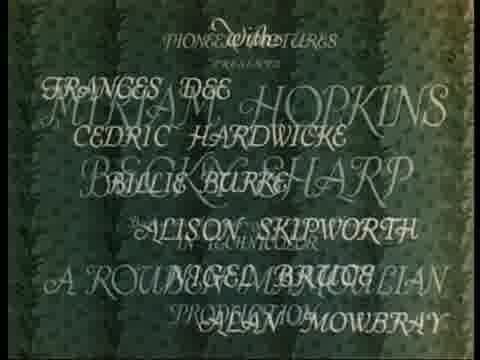 With
PIONEER PICTURES
PRESENTS
FRANCES DEE
MIRIAM HOPKINS
CEDRIC HARDWICKE
BECKY SHARP
BILLIE BURKE
ALISON SKIPWORTH
IN TECHNICOLOR
NIGEL BRUCE
A ROUBEN MAMOULIAN
PRODUCTION
ALAN MOWBRAY